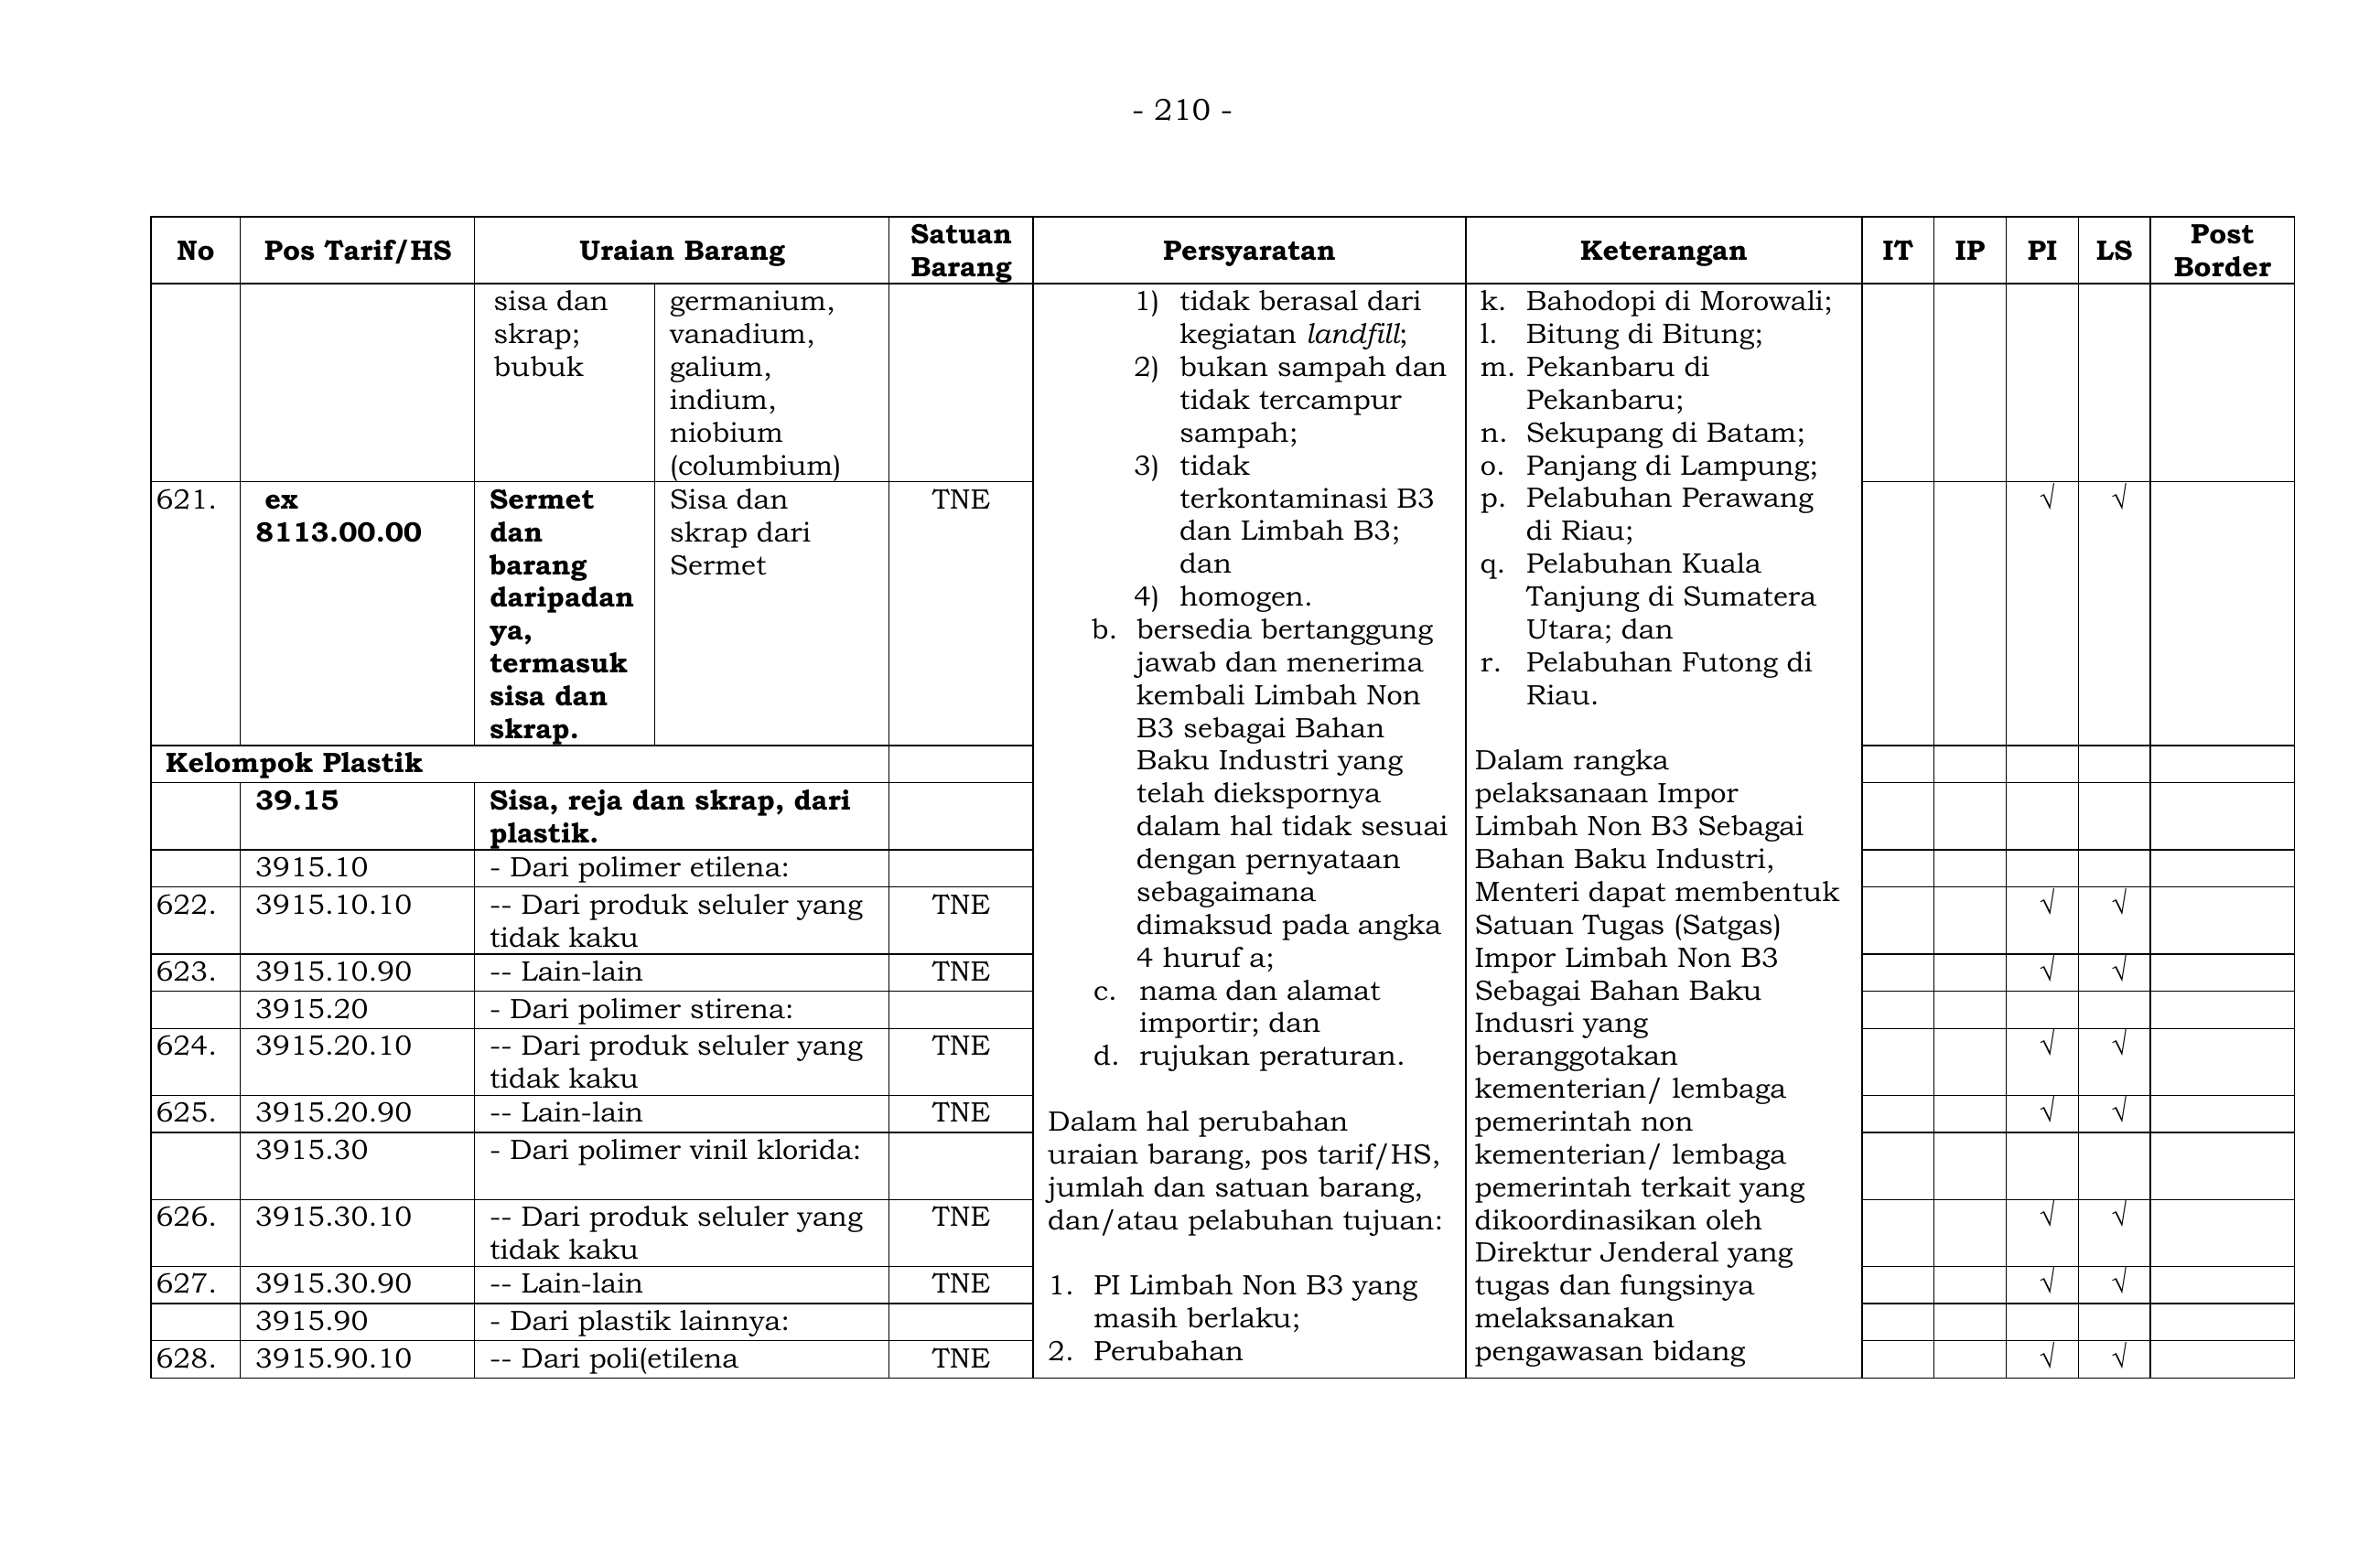 - 210 -
No Pos Tarif/HS Uraian Barang Satuan Barang Persyaratan Keterangan IT IP PI LS Post Border
sisa dan
skrap;
bubuk
germanium,
vanadium,
galium,
indium,
niobium
(columbium)
621. ex
8113.00.00
Sermet
dan
barang
daripadan
ya,
termasuk
sisa dan
skrap.
Sisa dan
skrap dari
Sermet
TNE
Kelompok Plastik
39.15 Sisa, reja dan skrap, dari
plastik.
3915.10 - Dari polimer etilena:
622. 3915.10.10 -- Dari produk seluler yang
tidak kaku
TNE
623. 3915.10.90 -- Lain-lain TNE
3915.20 - Dari polimer stirena:
624. 3915.20.10 -- Dari produk seluler yang
tidak kaku
TNE
625. 3915.20.90 -- Lain-lain TNE
3915.30 - Dari polimer vinil klorida:
626. 3915.30.10 -- Dari produk seluler yang
tidak kaku
TNE
627. 3915.30.90 -- Lain-lain TNE
3915.90 - Dari plastik lainnya:
628. 3915.90.10 -- Dari poli(etilena TNE
1) tidak berasal dari
kegiatan landfill;
2) bukan sampah dan
tidak tercampur
sampah;
3) tidak
terkontaminasi B3
dan Limbah B3;
dan
4) homogen.
b. bersedia bertanggung
jawab dan menerima
kembali Limbah Non
B3 sebagai Bahan
Baku Industri yang
telah diekspornya
dalam hal tidak sesuai
dengan pernyataan
sebagaimana
dimaksud pada angka
4 huruf a;
c. nama dan alamat
importir; dan
d. rujukan peraturan.
Dalam hal perubahan
uraian barang, pos tarif/HS,
jumlah dan satuan barang,
dan/atau pelabuhan tujuan:
1. PI Limbah Non B3 yang
masih berlaku;
2. Perubahan
k. Bahodopi di Morowali;
l. Bitung di Bitung;
m. Pekanbaru di
Pekanbaru;
n. Sekupang di Batam;
o. Panjang di Lampung;
p. Pelabuhan Perawang
di Riau;
q. Pelabuhan Kuala
Tanjung di Sumatera
Utara; dan
r. Pelabuhan Futong di
Riau.
Dalam rangka
pelaksanaan Impor
Limbah Non B3 Sebagai
Bahan Baku Industri,
Menteri dapat membentuk
Satuan Tugas (Satgas)
Impor Limbah Non B3
Sebagai Bahan Baku
Indusri yang
beranggotakan
kementerian/ lembaga
pemerintah non
kementerian/ lembaga
pemerintah terkait yang
dikoordinasikan oleh
Direktur Jenderal yang
tugas dan fungsinya
melaksanakan
pengawasan bidang
√ √
√ √
√ √
√ √
√ √
√ √
√ √
√ √